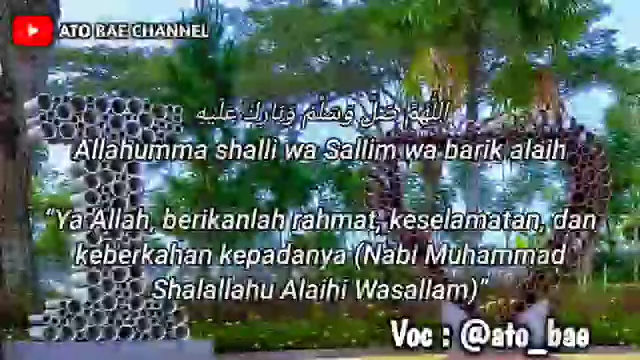 ATO BAE CHANNEL
اَللّٰهُمَّ صَلِّ وَسَلِّمْ وَبَارِكْ عَلَيْهِ
Allahumma shalli wa Sallim wa barik alaih
“Ya Allah, berikanlah rahmat, keselamatan, dan
keberkahan kepadanya (Nabi Muhammad
Shalallahu Alaihi Wasallam)”
Voc : @ato_bae